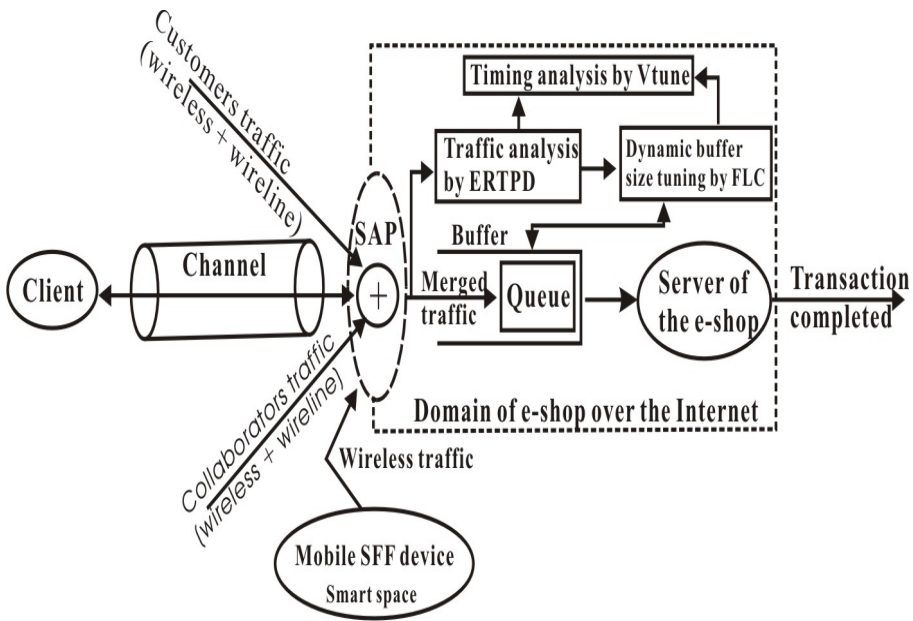 Customers traffic
(wireless + wireline)
Timing analysis by Vtune
Traffic analysis
by ERTPD
Dynamic buffer
size tuning by FLC
SAP
Buffer
Client
Channel
+
Merged
traffic
Queue
Server of
the e-shop
Transaction
completed
Collaborators traffic
(wireless + wireline)
Domain of e-shop over the Internet
Wireless traffic
Mobile SFF device
Smart space